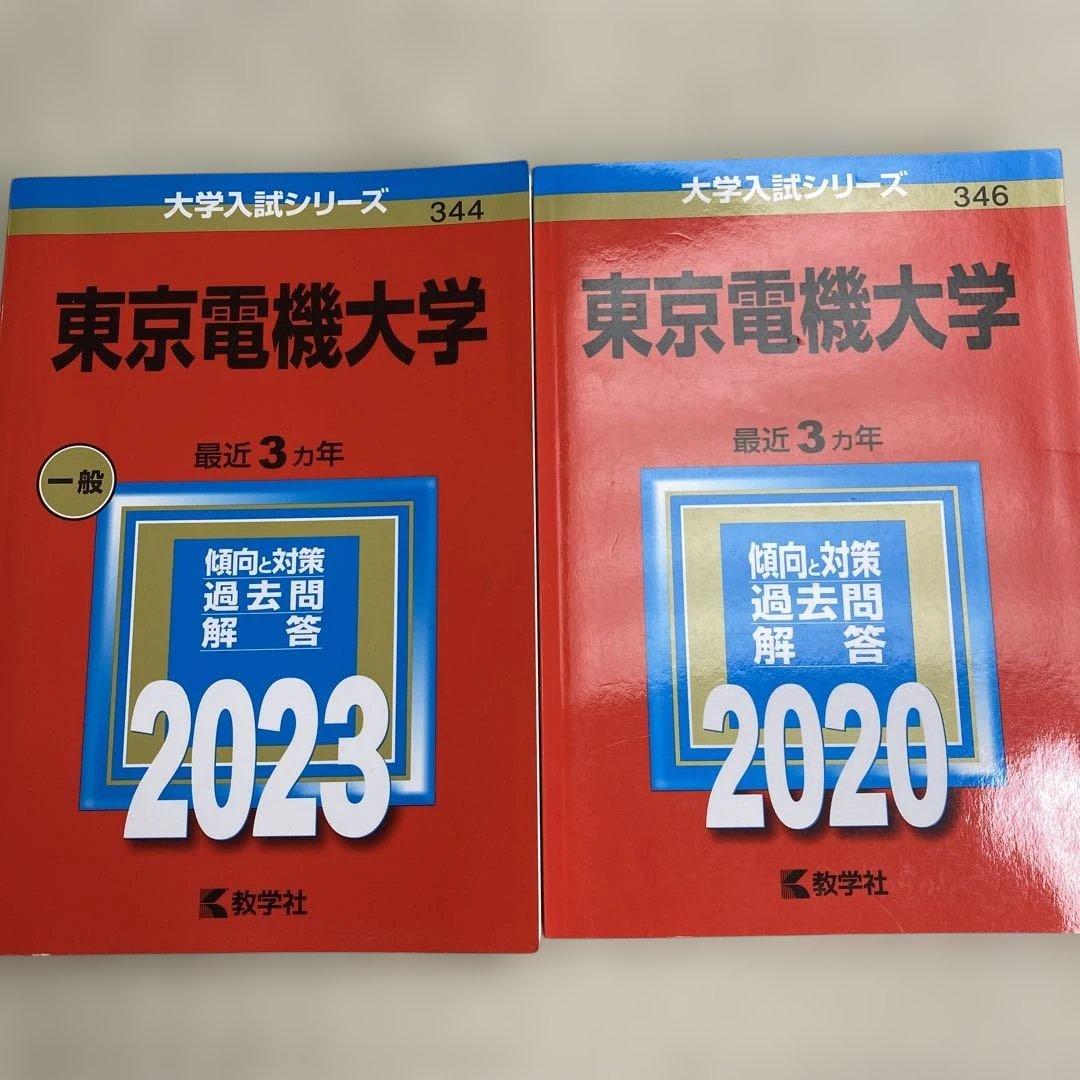 大学入試シリーズ
344
東京電機大学
最近3カ年
一般
傾向と対策
過去問
解答
2023
教学社
大学入試シリーズ
346
東京電機大学
最近3カ年
傾向と対策
過去問
解答
2020
教学社